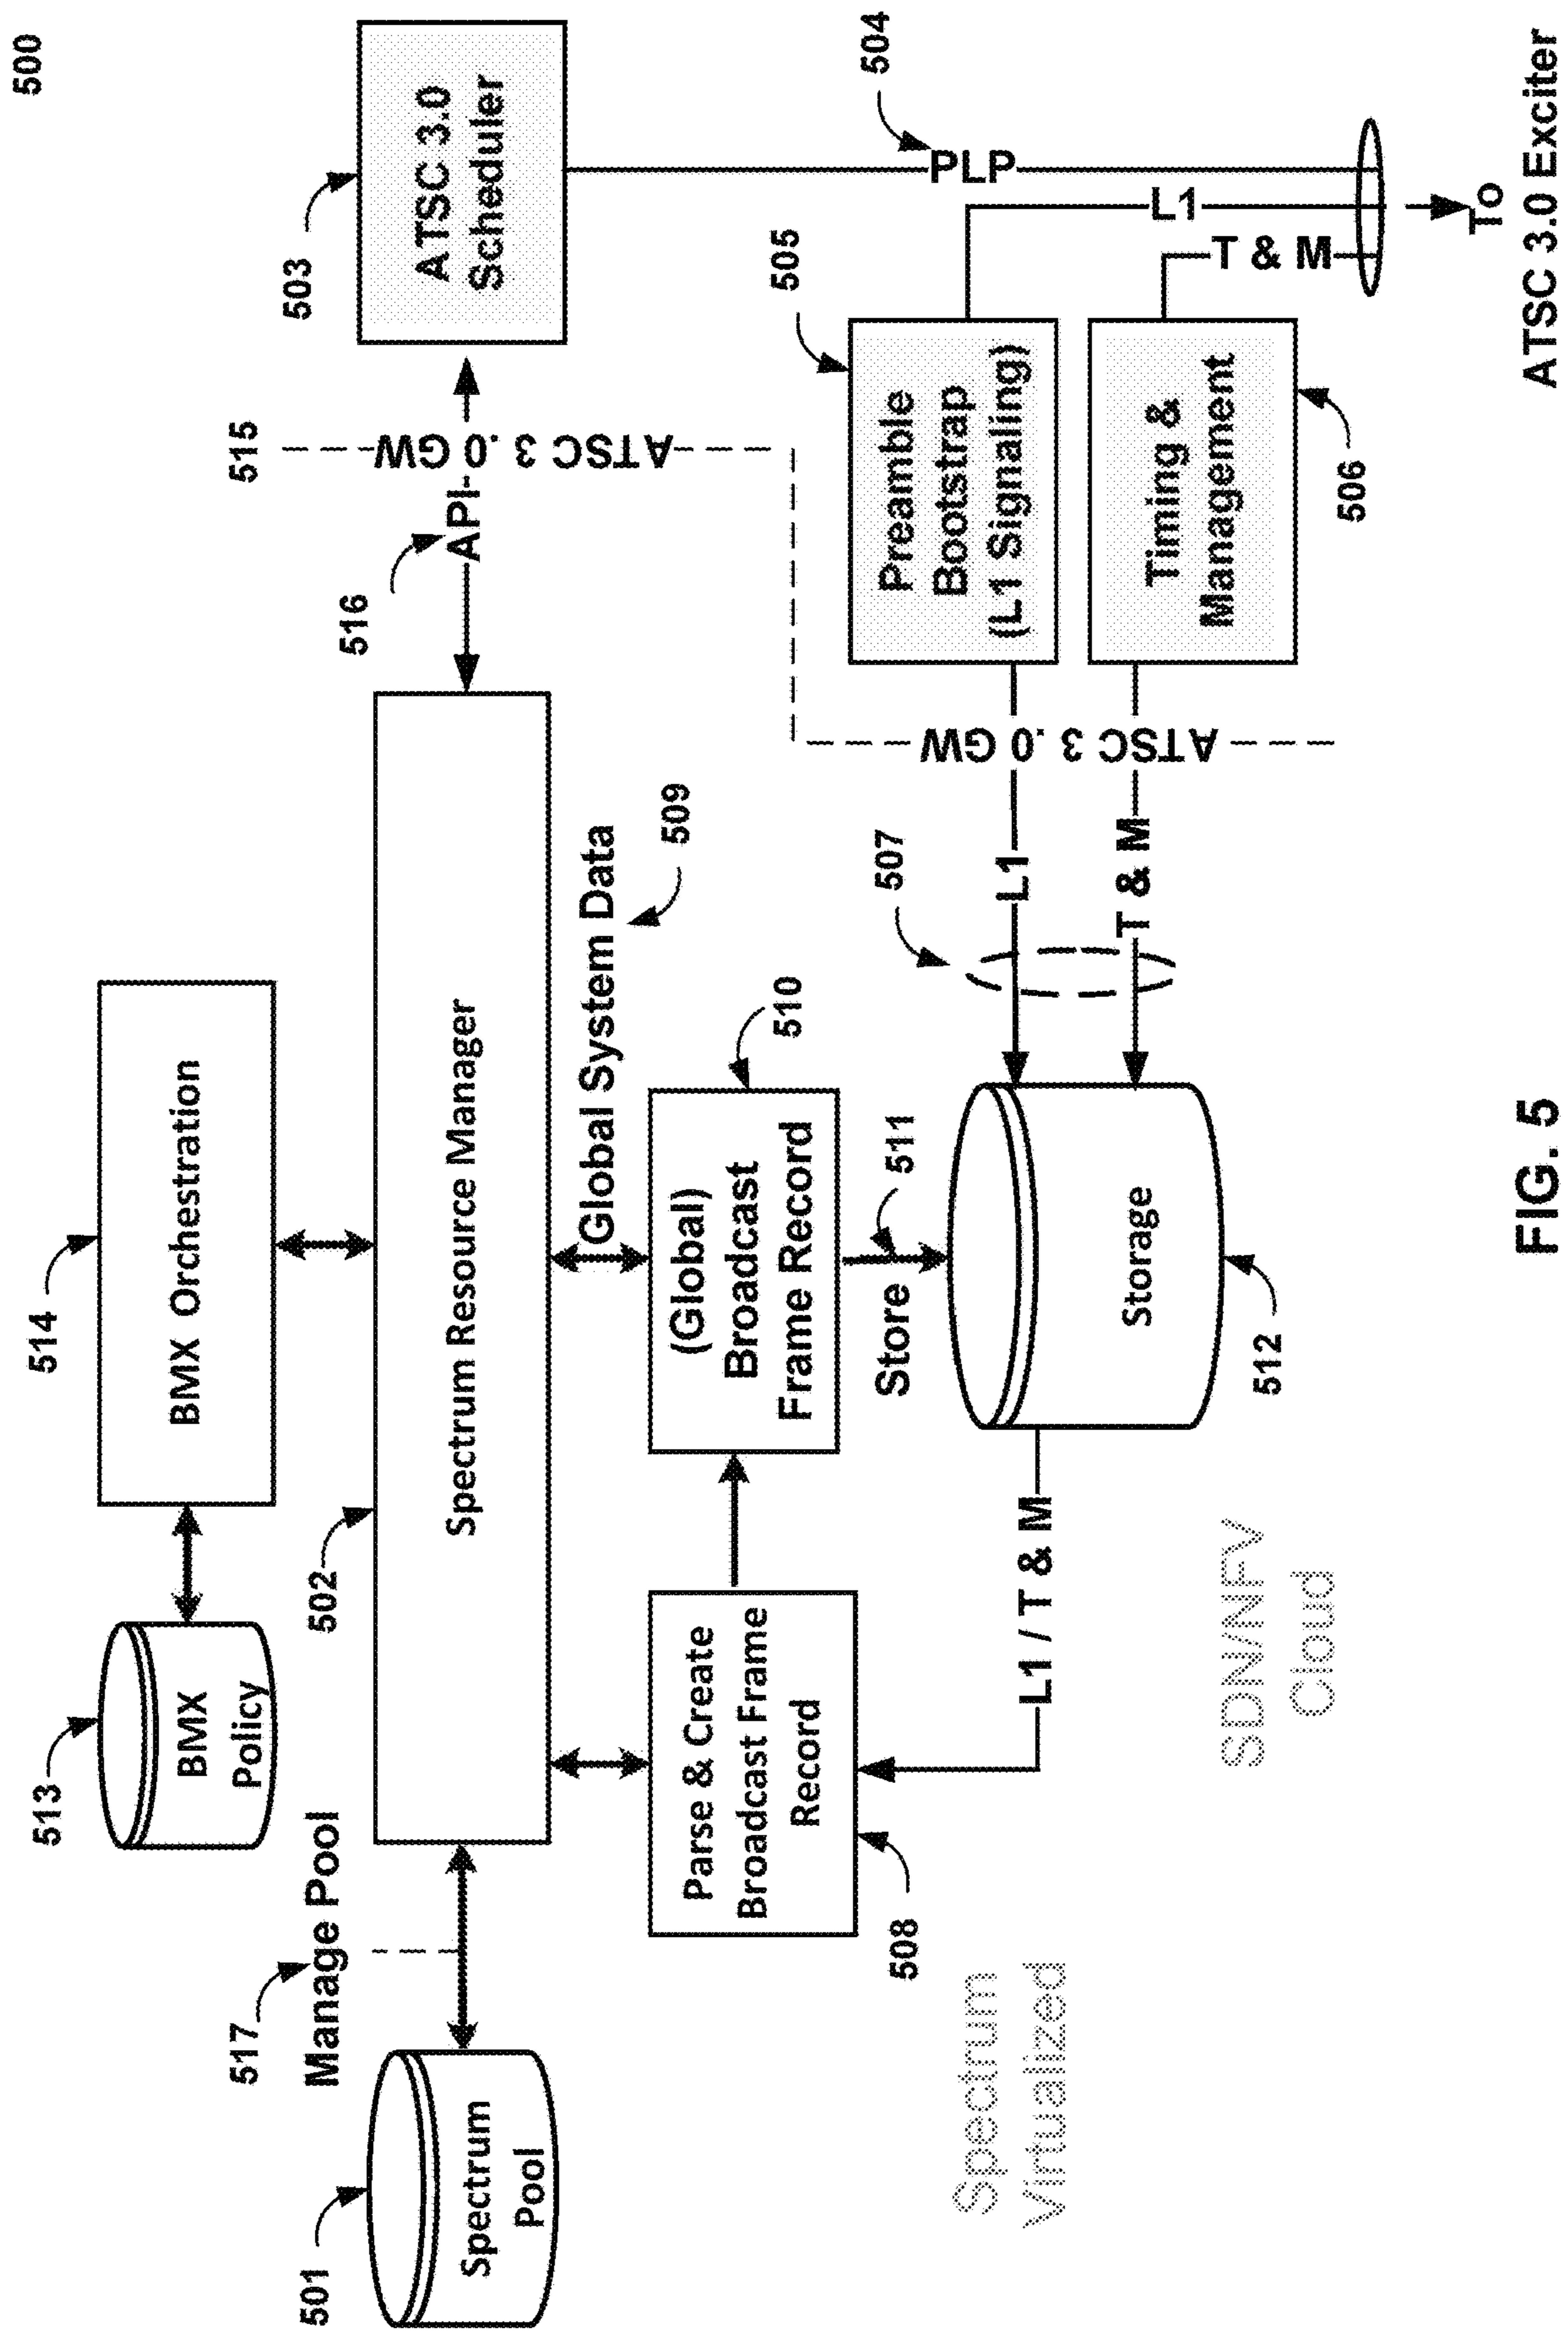 500
513
BMX
Policy
514
BMX Orchestration
517
Manage Pool
501
Spectrum
Pool
502
Spectrum Resource Manager
516
API
515
ATSC 3.0 GW
503
ATSC 3.0
Scheduler
Global System Data
509
508
Parse & Create
Broadcast Frame
Record
510
(Global)
Broadcast
Frame Record
Store
511
512
Storage
L1 / T & M
507
L1
T & M
ATSC 3.0 GW
505
Preamble
Bootstrap
(L1 Signaling)
506
Timing &
Management
504
PLP
L1
T & M
To
ATSC 3.0 Exciter
Spectrum
Virtualized
SDN/NFV
Cloud
FIG. 5